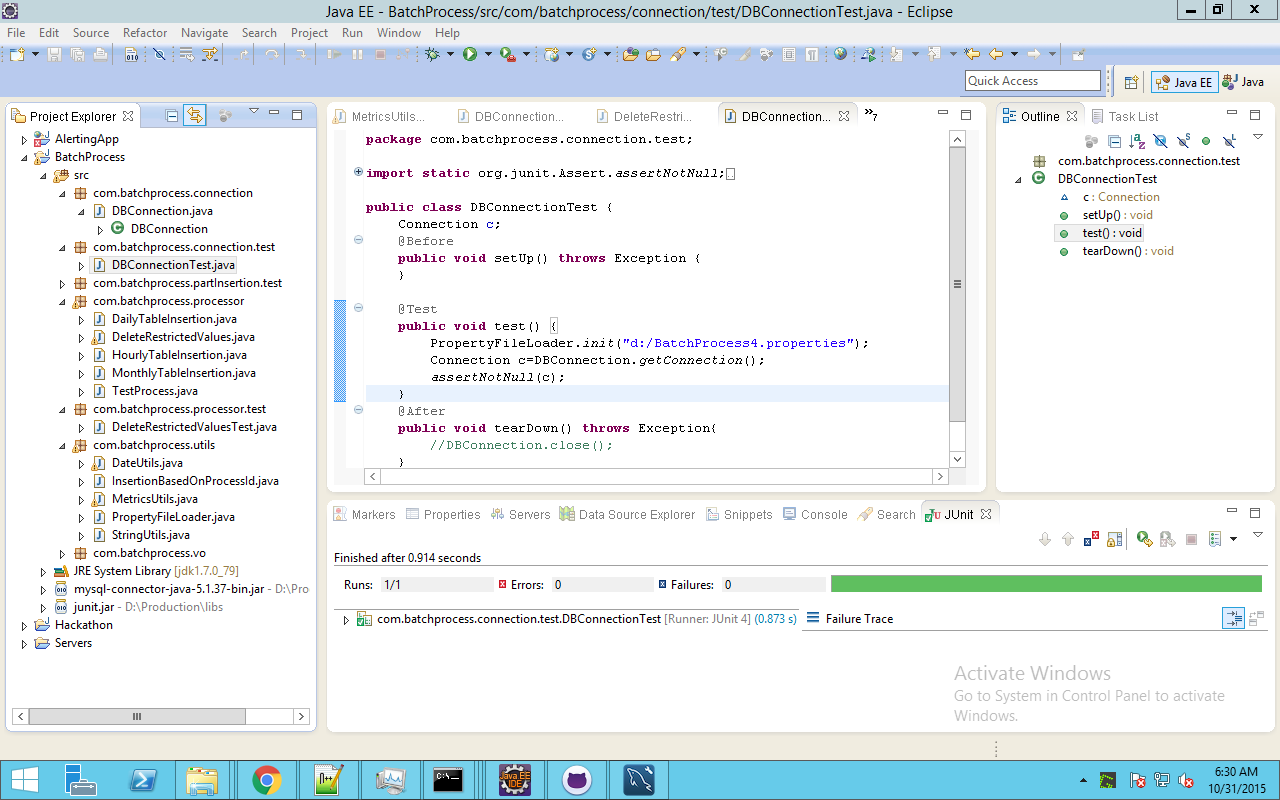 Java EE - BatchProcess/src/com/batchprocess/connection/test/DBConnectionTest.java - Eclipse
File Edit Source Refactor Navigate Search Project Run Window Help
Quick Access
Java EE
Java
Project Explorer
AlertingApp
BatchProcess
src
com.batchprocess.connection
DBConnection.java
DBConnection
com.batchprocess.connection.test
DBConnectionTest.java
com.batchprocess.partInsertion.test
com.batchprocess.processor
DailyTableInsertion.java
DeleteRestrictedValues.java
HourlyTableInsertion.java
MonthlyTableInsertion.java
TestProcess.java
com.batchprocess.processor.test
DeleteRestrictedValuesTest.java
com.batchprocess.utils
DateUtils.java
InsertionBasedOnProcessId.java
MetricsUtils.java
PropertyFileLoader.java
StringUtils.java
com.batchprocess.vo
JRE System Library [jdk1.7.0_79]
mysql-connector-java-5.1.37-bin.jar - D:\Pro
junit.jar - D:\Production\libs
Hackathon
Servers
MetricsUtils... DBConnection... DeleteRestri... DBConnection... »7
package com.batchprocess.connection.test;
import static org.junit.Assert.assertNotNull;
public class DBConnectionTest {
Connection c;
@Before
public void setUp() throws Exception {
}
@Test
public void test() {
PropertyFileLoader.init("d:/BatchProcess4.properties");
Connection c=DBConnection.getConnection();
assertNotNull(c);
}
@After
public void tearDown() throws Exception{
//DBConnection.close();
}
Outline Task List
com.batchprocess.connection.test
DBConnectionTest
c : Connection
setUp() : void
test() : void
tearDown() : void
Markers Properties Servers Data Source Explorer Snippets Console Search JUnit
Finished after 0.914 seconds
Runs: 1/1 Errors: 0 Failures: 0
com.batchprocess.connection.test.DBConnectionTest [Runner: JUnit 4] (0.873 s)
Failure Trace
Activate Windows
Go to System in Control Panel to activate
Windows.
6:30 AM
10/31/2015